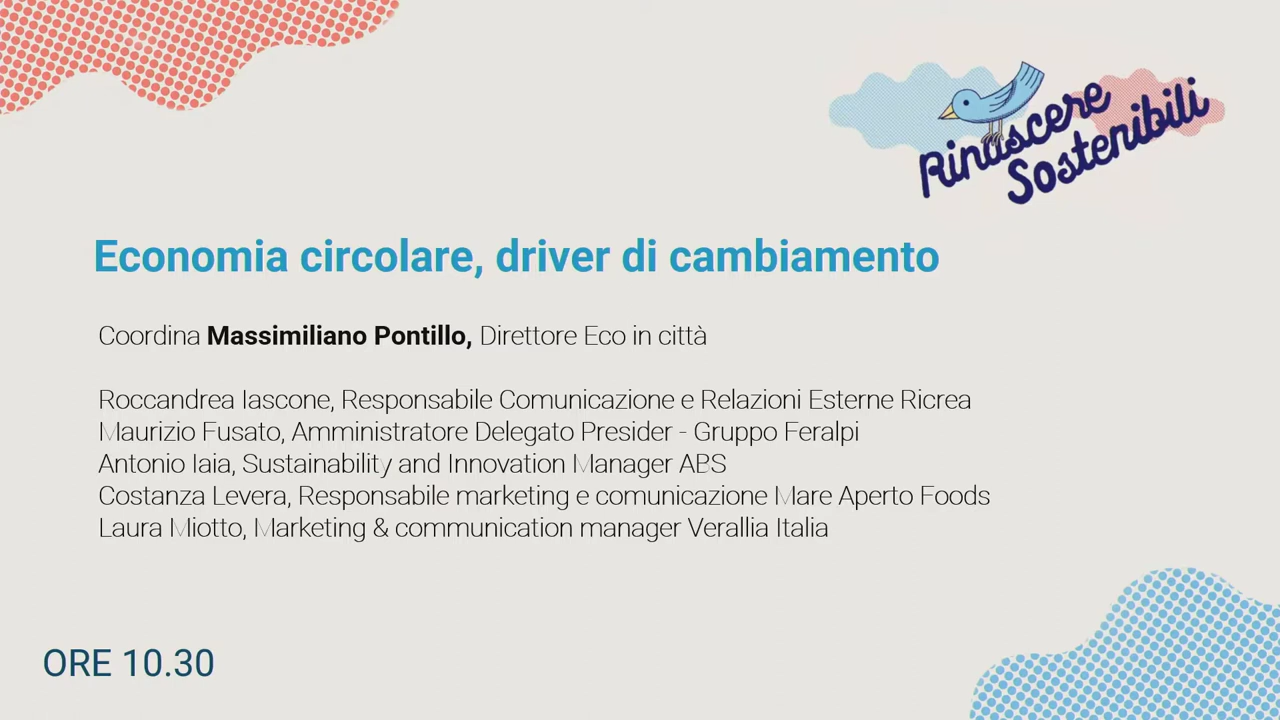 Rinascere
Sostenibili
Economia circolare, driver di cambiamento
Coordina Massimiliano Pontillo, Direttore Eco in città
Roccandrea Iascone, Responsabile Comunicazione e Relazioni Esterne Ricrea
Maurizio Fusato, Amministratore Delegato Presider - Gruppo Feralpi
Antonio Iaia, Sustainability and Innovation Manager ABS
Costanza Levera, Responsabile marketing e comunicazione Mare Aperto Foods
Laura Miotto, Marketing & communication manager Verallia Italia
ORE 10.30